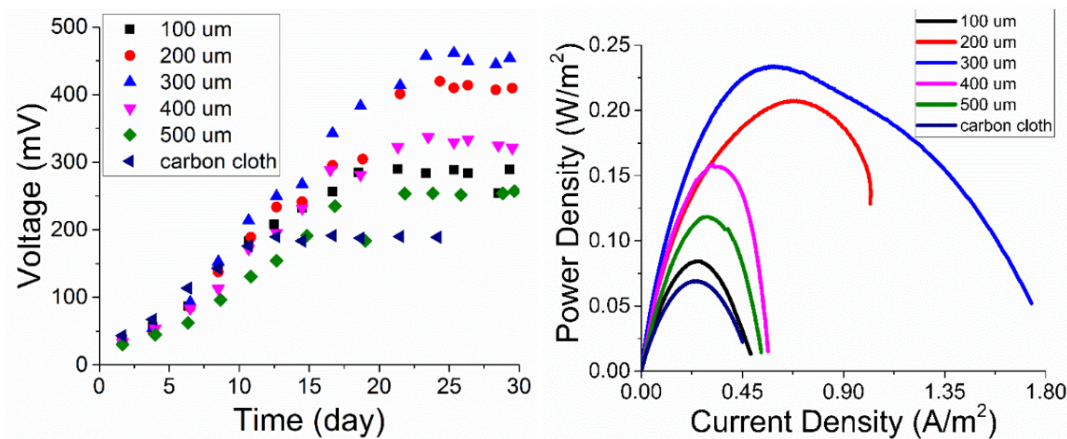 500
400
300
200
100
0
Voltage (mV)
100 um
200 um
300 um
400 um
500 um
carbon cloth
0 5 10 15 20 25 30
Time (day)
0.25
0.20
0.15
0.10
0.05
0.00
Power Density (W/m²)
100 um
200 um
300 um
400 um
500 um
carbon cloth
0.00 0.45 0.90 1.35 1.80
Current Density (A/m²)